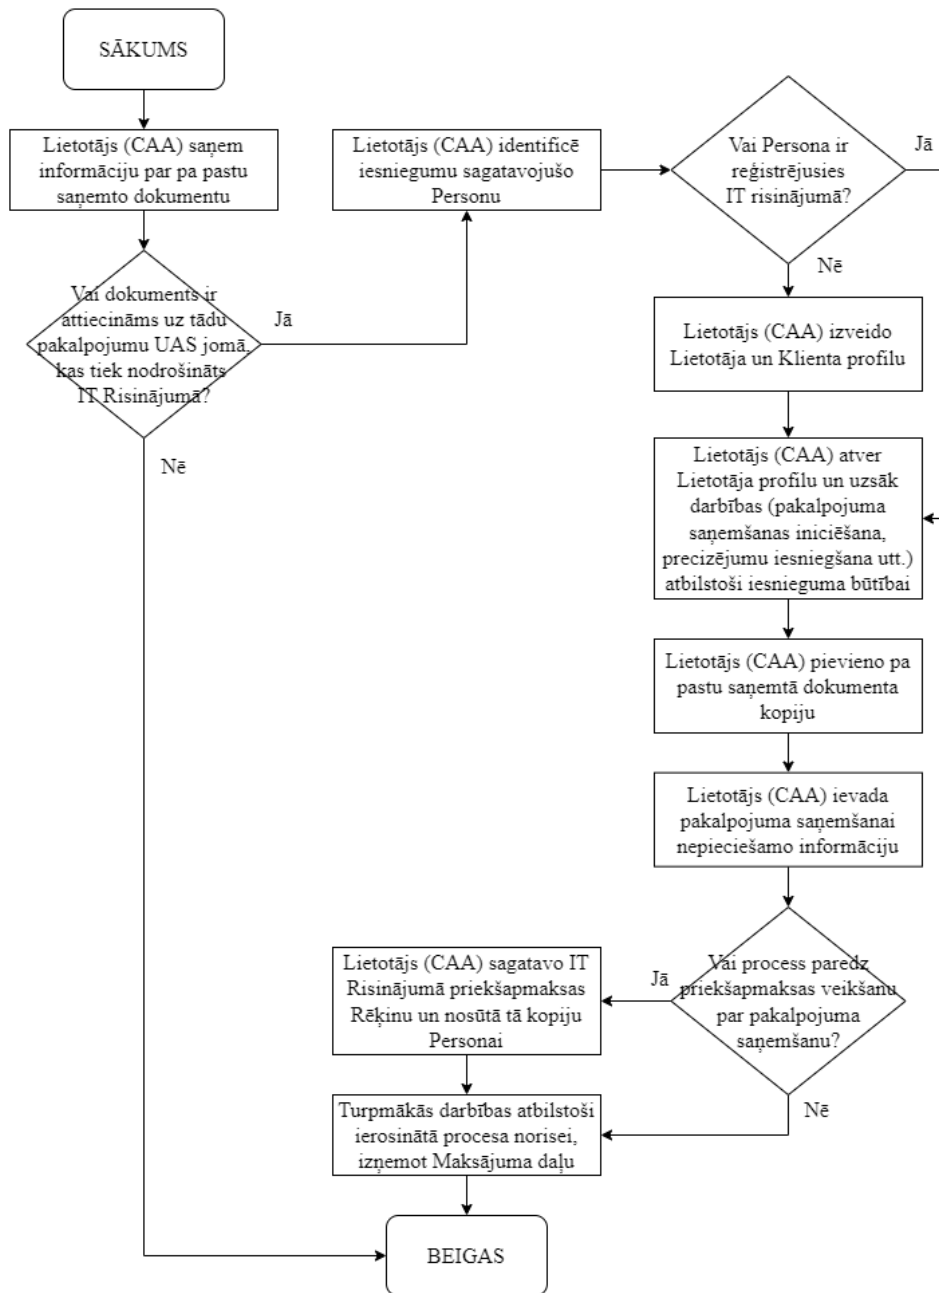 SĀKUMS
Lietotājs (CAA) saņem
informāciju par pa pastu
saņemto dokumentu
Vai dokuments ir
attiecināms uz tādu
pakalpojumu UAS jomā,
kas tiek nodrošināts
IT Risinājumā?
Jā
Nē
Lietotājs (CAA) identificē
iesniegumu sagatavojušo
Personu
Vai Persona ir
reģistrējusies
IT risinājumā?
Jā
Nē
Lietotājs (CAA) izveido
Lietotāja un Klienta profilu
Lietotājs (CAA) atver
Lietotāja profilu un uzsāk
darbības (pakalpojuma
saņemšanas iniciēšana,
precizējumu iesniegšana utt.)
atbilstoši iesnieguma būtībai
Lietotājs (CAA) pievieno pa
pastu saņemtā dokumenta
kopiju
Lietotājs (CAA) ievada
pakalpojuma saņemšanai
nepieciešamo informāciju
Vai process paredz
priekšapmaksas veikšanu
par pakalpojuma
saņemšanu?
Jā
Nē
Lietotājs (CAA) sagatavo IT
Risinājumā priekšapmaksas
Rēķinu un nosūtā tā kopiju
Personai
Turpmākās darbības atbilstoši
ierosinātā procesa norisei,
izņemot Maksājuma daļu
BEIGAS